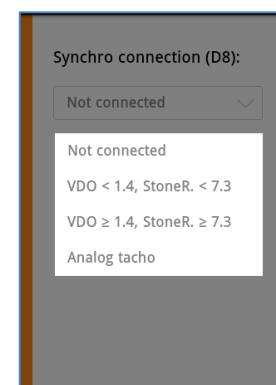 Synchro connection (D8):
Not connected
Not connected
VDO < 1.4, StoneR. < 7.3
VDO ≥ 1.4, StoneR. ≥ 7.3
Analog tacho